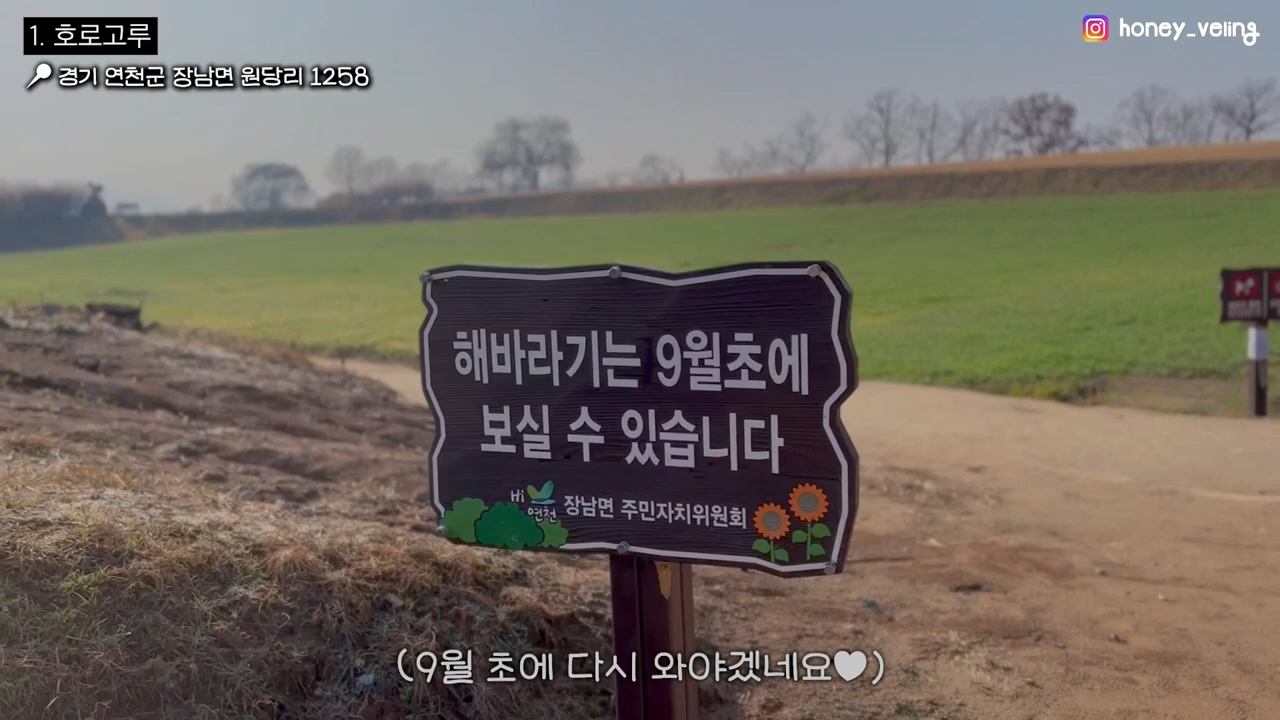 1. 호로고루
경기 연천군 장남면 원당리 1258
honey_veling
해바라기는 9월초에
보실 수 있습니다
Hi 연천 장남면 주민자치위원회
(9월 초에 다시 와야겠네요🤍)